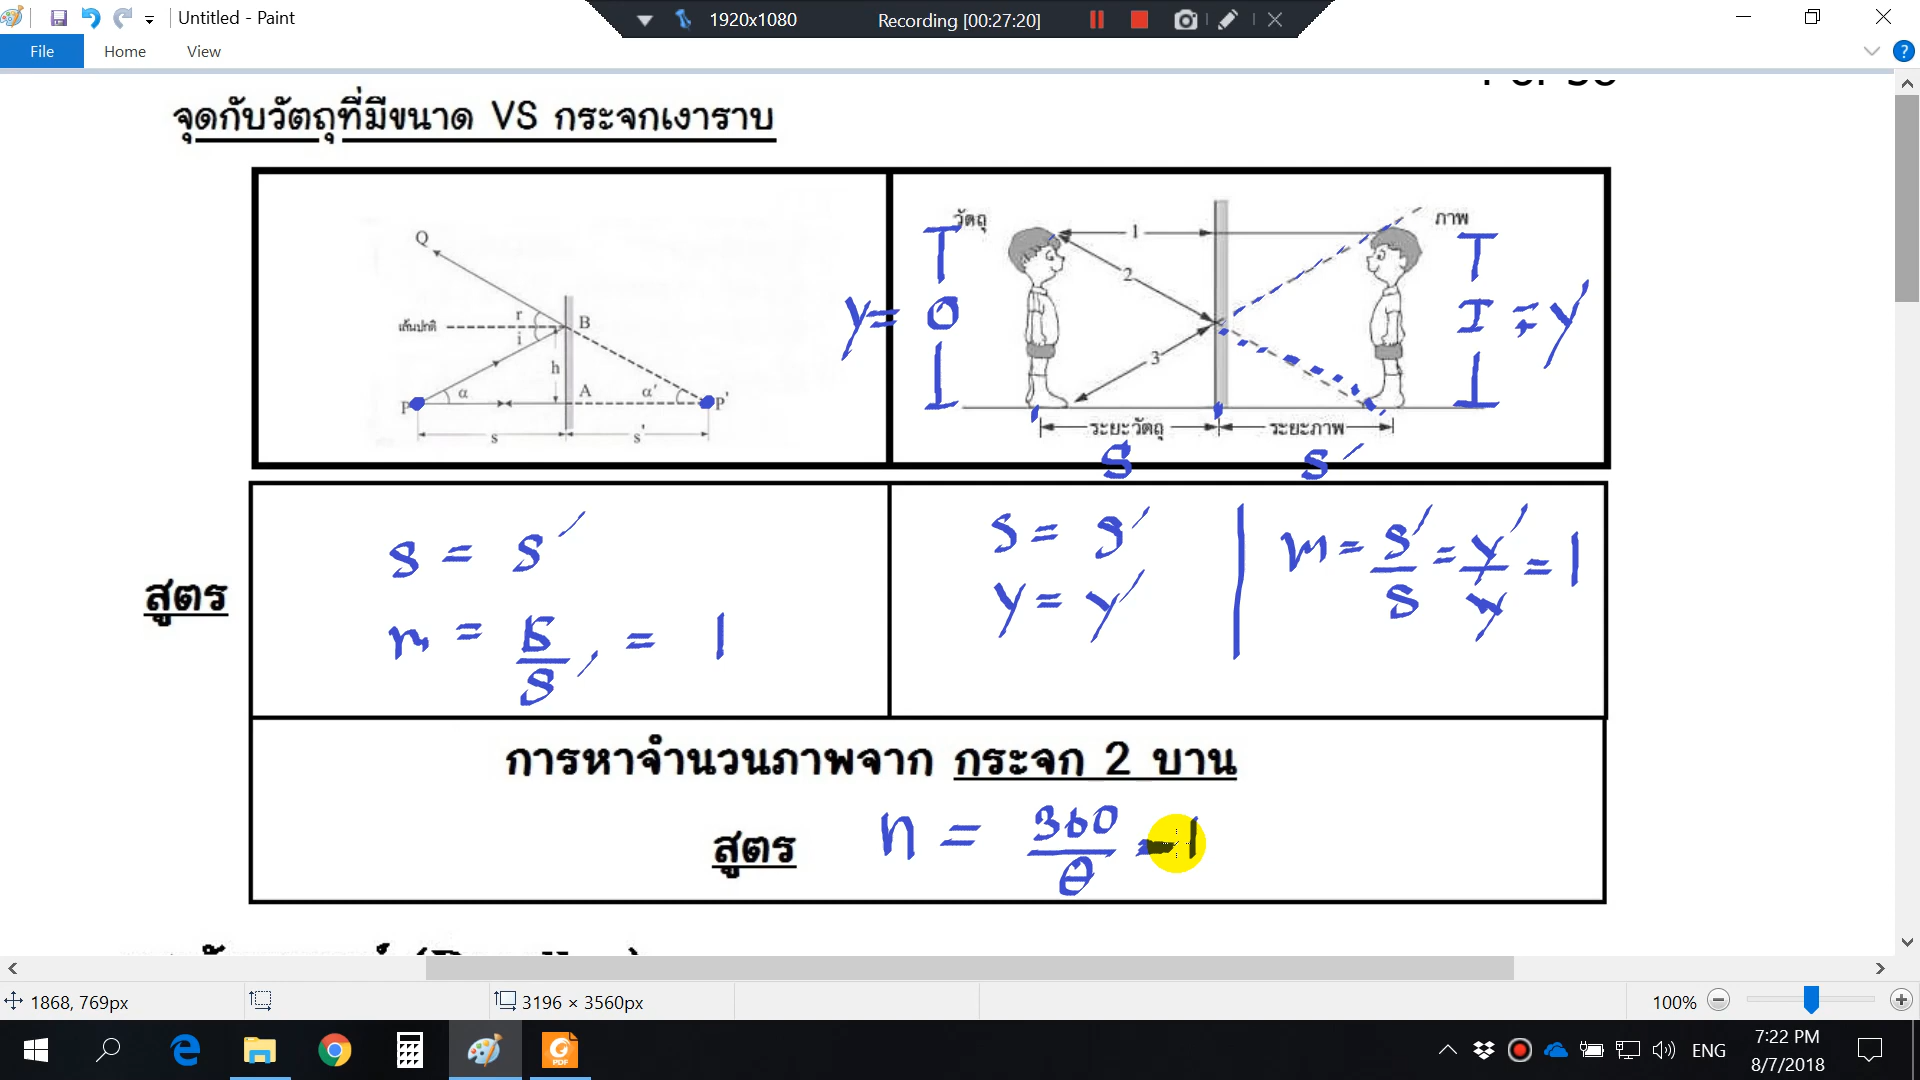 Untitled - Paint
1920x1080
Recording [00:27:20]
File
Home
View
จุดกับวัตถุที่มีขนาด VS กระจกเงาราบ
Q
r
i
B
เส้นปกติ
h
P
α
A
α'
P'
s
s'
วัตถุ
ภาพ
1
2
3
y = O
I = y'
ระยะวัตถุ
ระยะภาพ
s
s'
สูตร
s = s'
m = s/s' = 1
s = s'
y = y'
m = s'/s = y'/y = 1
การหาจำนวนภาพจาก กระจก 2 บาน
สูตร
n = 360/θ - 1
1868, 769px
3196 × 3560px
100%
ENG
7:22 PM
8/7/2018